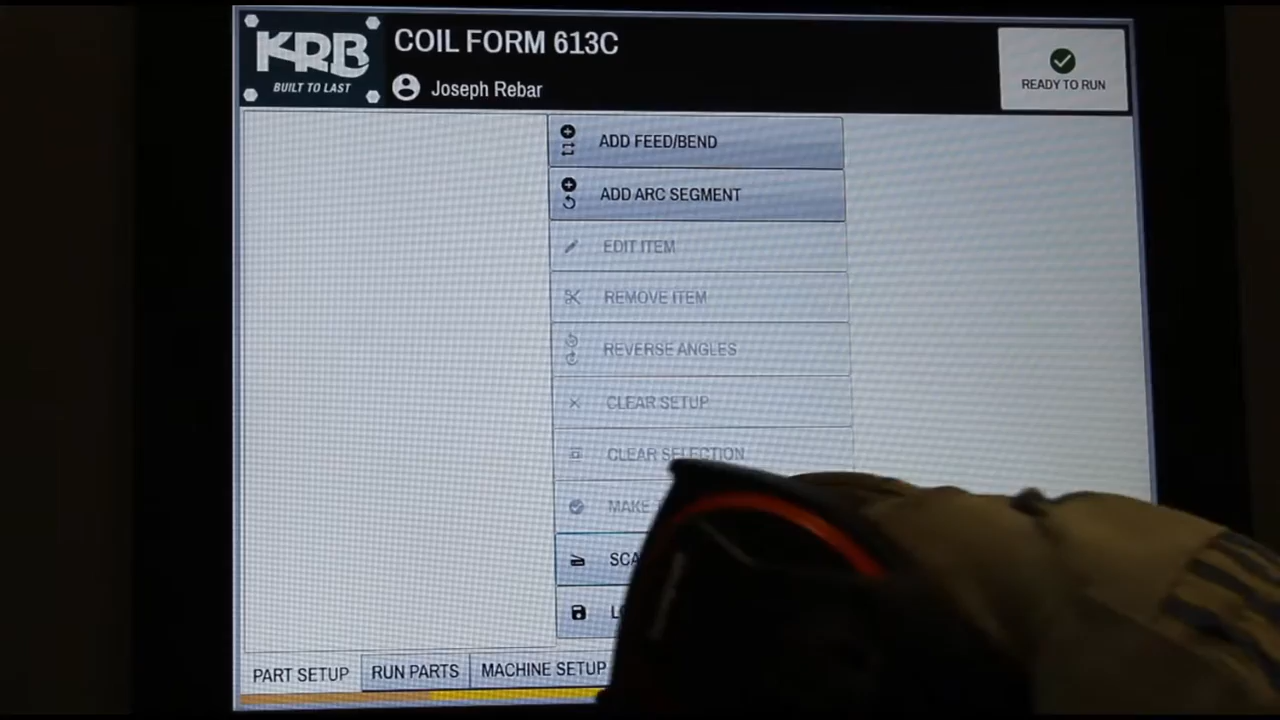 KRB
BUILT TO LAST
COIL FORM 613C
Joseph Rebar
READY TO RUN
ADD FEED/BEND
ADD ARC SEGMENT
EDIT ITEM
REMOVE ITEM
REVERSE ANGLES
CLEAR SETUP
CLEAR SELECTION
MAKE
PART SETUP
RUN PARTS
MACHINE SETUP